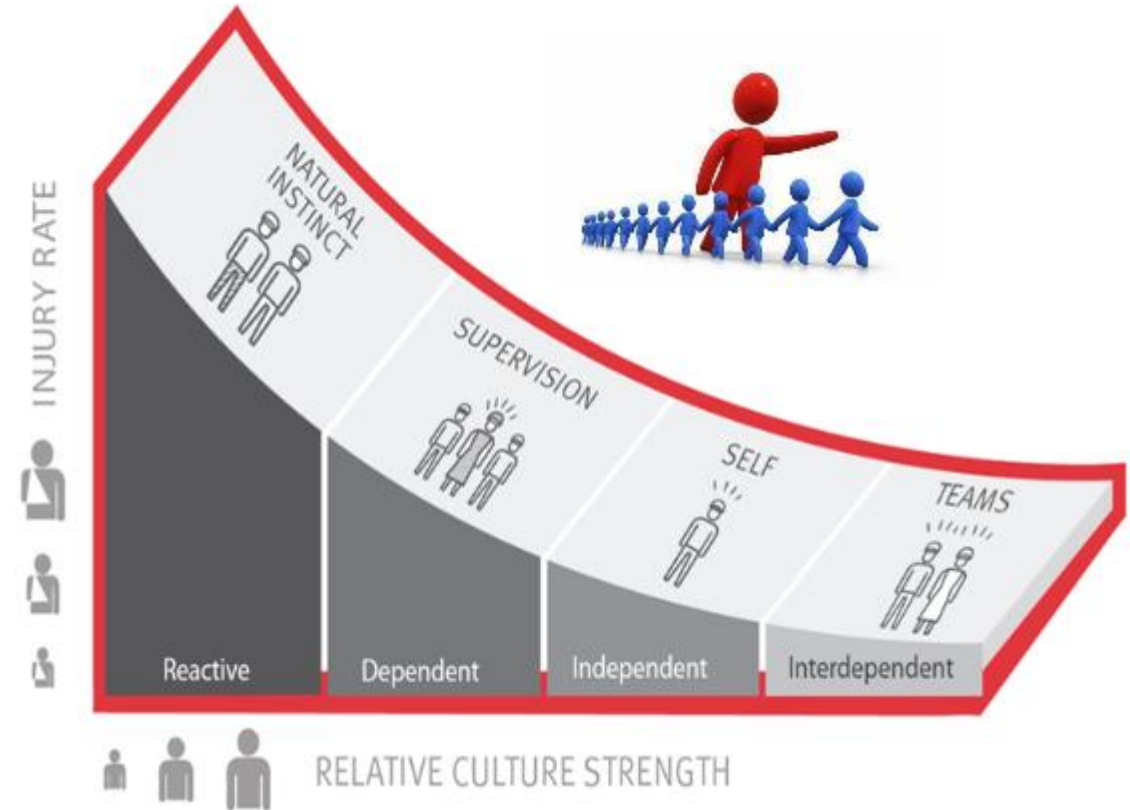 INJURY RATE
NATURAL
INSTINCT
SUPERVISION
SELF
TEAMS
Reactive
Dependent
Independent
Interdependent
RELATIVE CULTURE STRENGTH